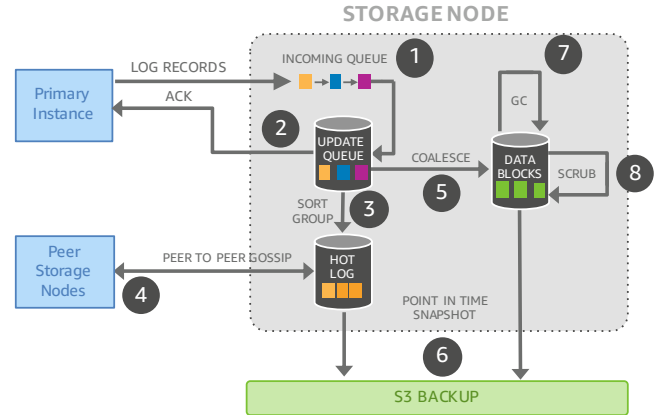 STORAGE NODE
INCOMING QUEUE
1
7
LOG RECORDS
Primary
Instance
ACK
GC
2
UPDATE
QUEUE
COALESCE
DATA
BLOCKS
SCRUB
8
5
SORT
GROUP
3
PEER TO PEER GOSSIP
Peer
Storage
Nodes
4
HOT
LOG
POINT IN TIME
SNAPSHOT
6
S3 BACKUP